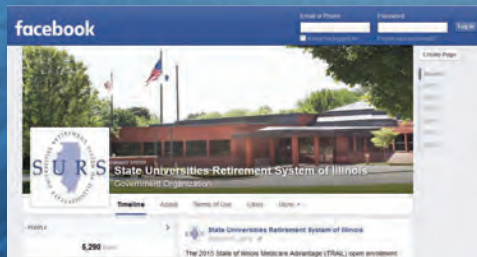 facebook
Email or Phone
Password
Log In
Create Page
SURS
State Universities Retirement System of Illinois
Government Organization
Timeline
About
Terms of Use
Likes
More
PEOPLE
6,290 likes
State Universities Retirement System of Illinois
The 2015 State of Illinois Medicare Advantage (TRAIL) open enrollment